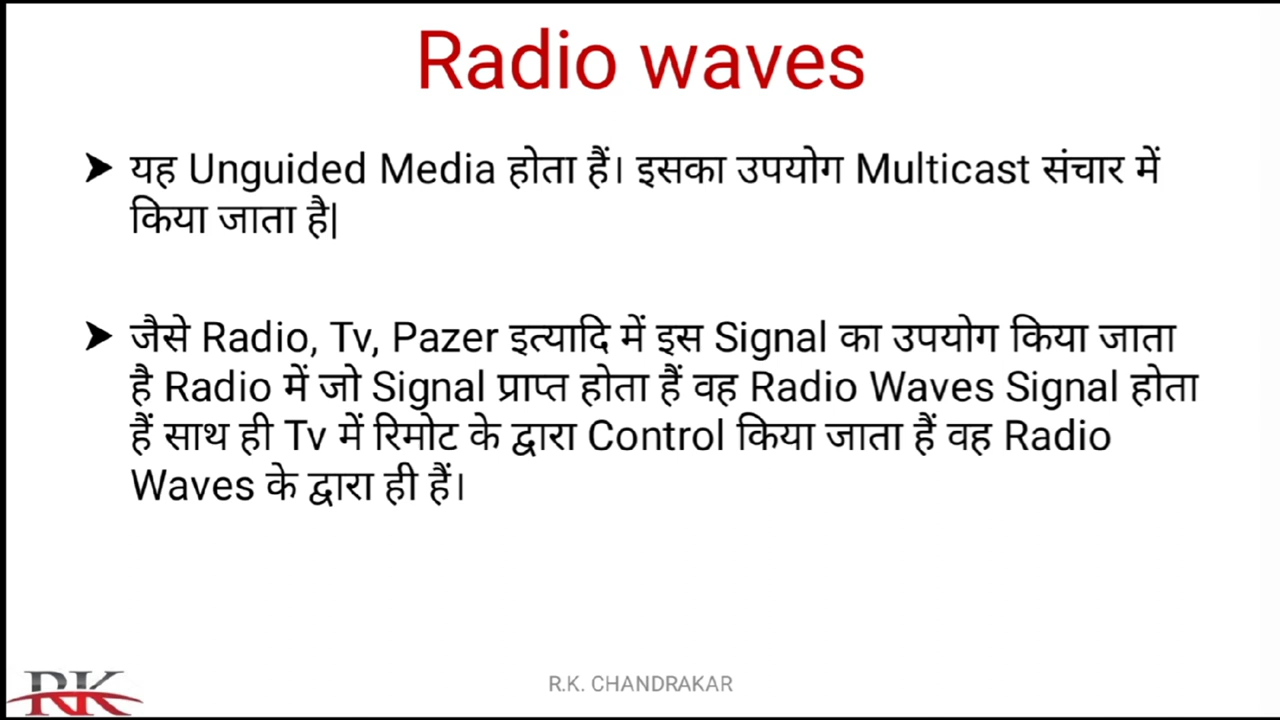 Radio waves
➤ यह Unguided Media होता हैं। इसका उपयोग Multicast संचार में
किया जाता है|
➤ जैसे Radio, Tv, Pazer इत्यादि में इस Signal का उपयोग किया जाता
है Radio में जो Signal प्राप्त होता हैं वह Radio Waves Signal होता
हैं साथ ही Tv में रिमोट के द्वारा Control किया जाता हैं वह Radio
Waves के द्वारा ही हैं।
RK
R.K. CHANDRAKAR